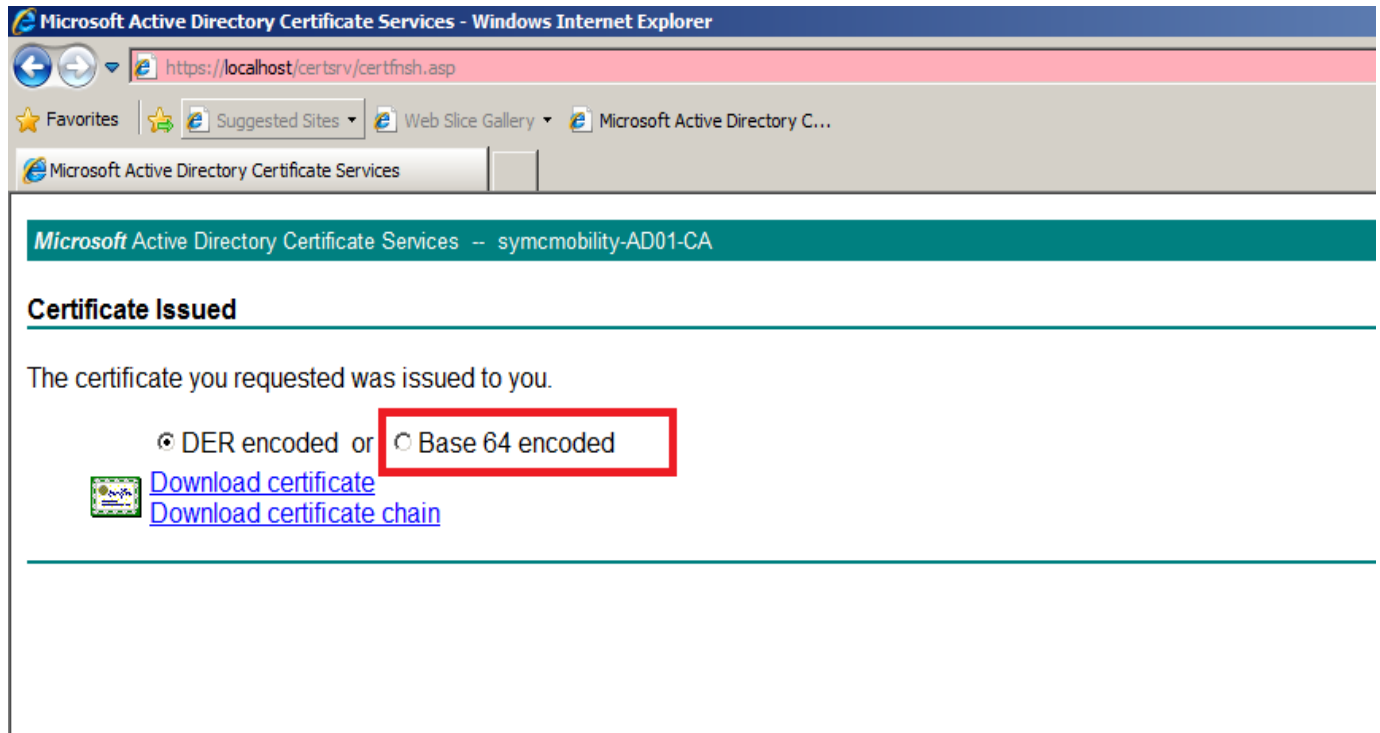 Microsoft Active Directory Certificate Services - Windows Internet Explorer
https://localhost/certsrv/certfnsh.asp
Favorites Suggested Sites Web Slice Gallery Microsoft Active Directory C...
Microsoft Active Directory Certificate Services
Microsoft Active Directory Certificate Services -- symcmobility-AD01-CA
Certificate Issued
The certificate you requested was issued to you.
DER encoded or Base 64 encoded
Download certificate
Download certificate chain